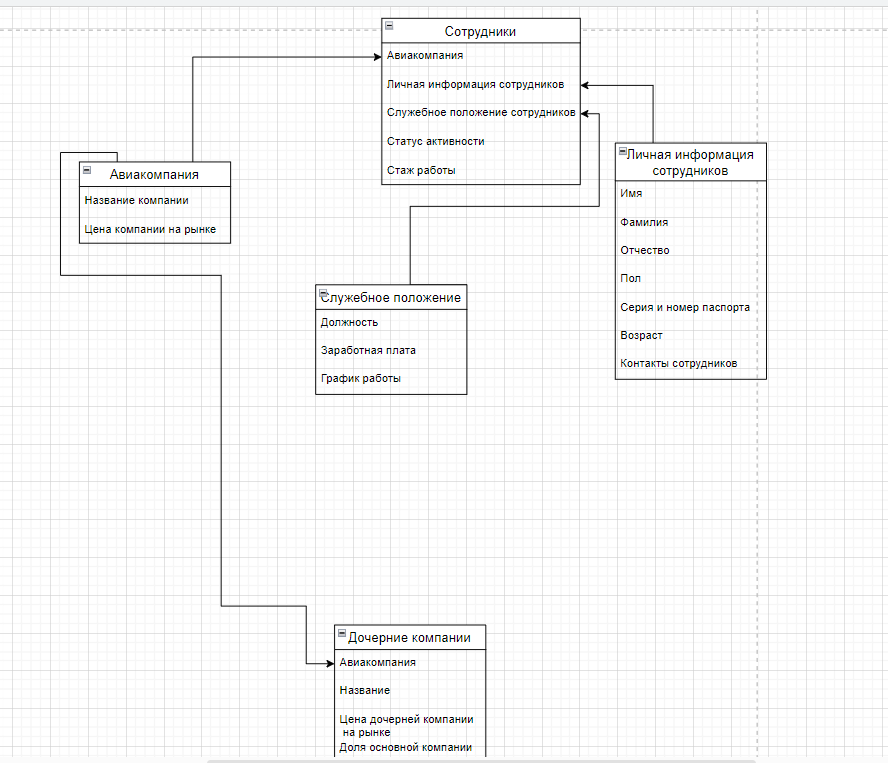 Сотрудники
Авиакомпания
Личная информация сотрудников
Служебное положение сотрудников
Статус активности
Стаж работы
Авиакомпания
Название компании
Цена компании на рынке
Личная информация
сотрудников
Имя
Фамилия
Отчество
Пол
Серия и номер паспорта
Возраст
Контакты сотрудников
Служебное положение
Должность
Заработная плата
График работы
Дочерние компании
Авиакомпания
Название
Цена дочерней компании
на рынке
Доля основной компании